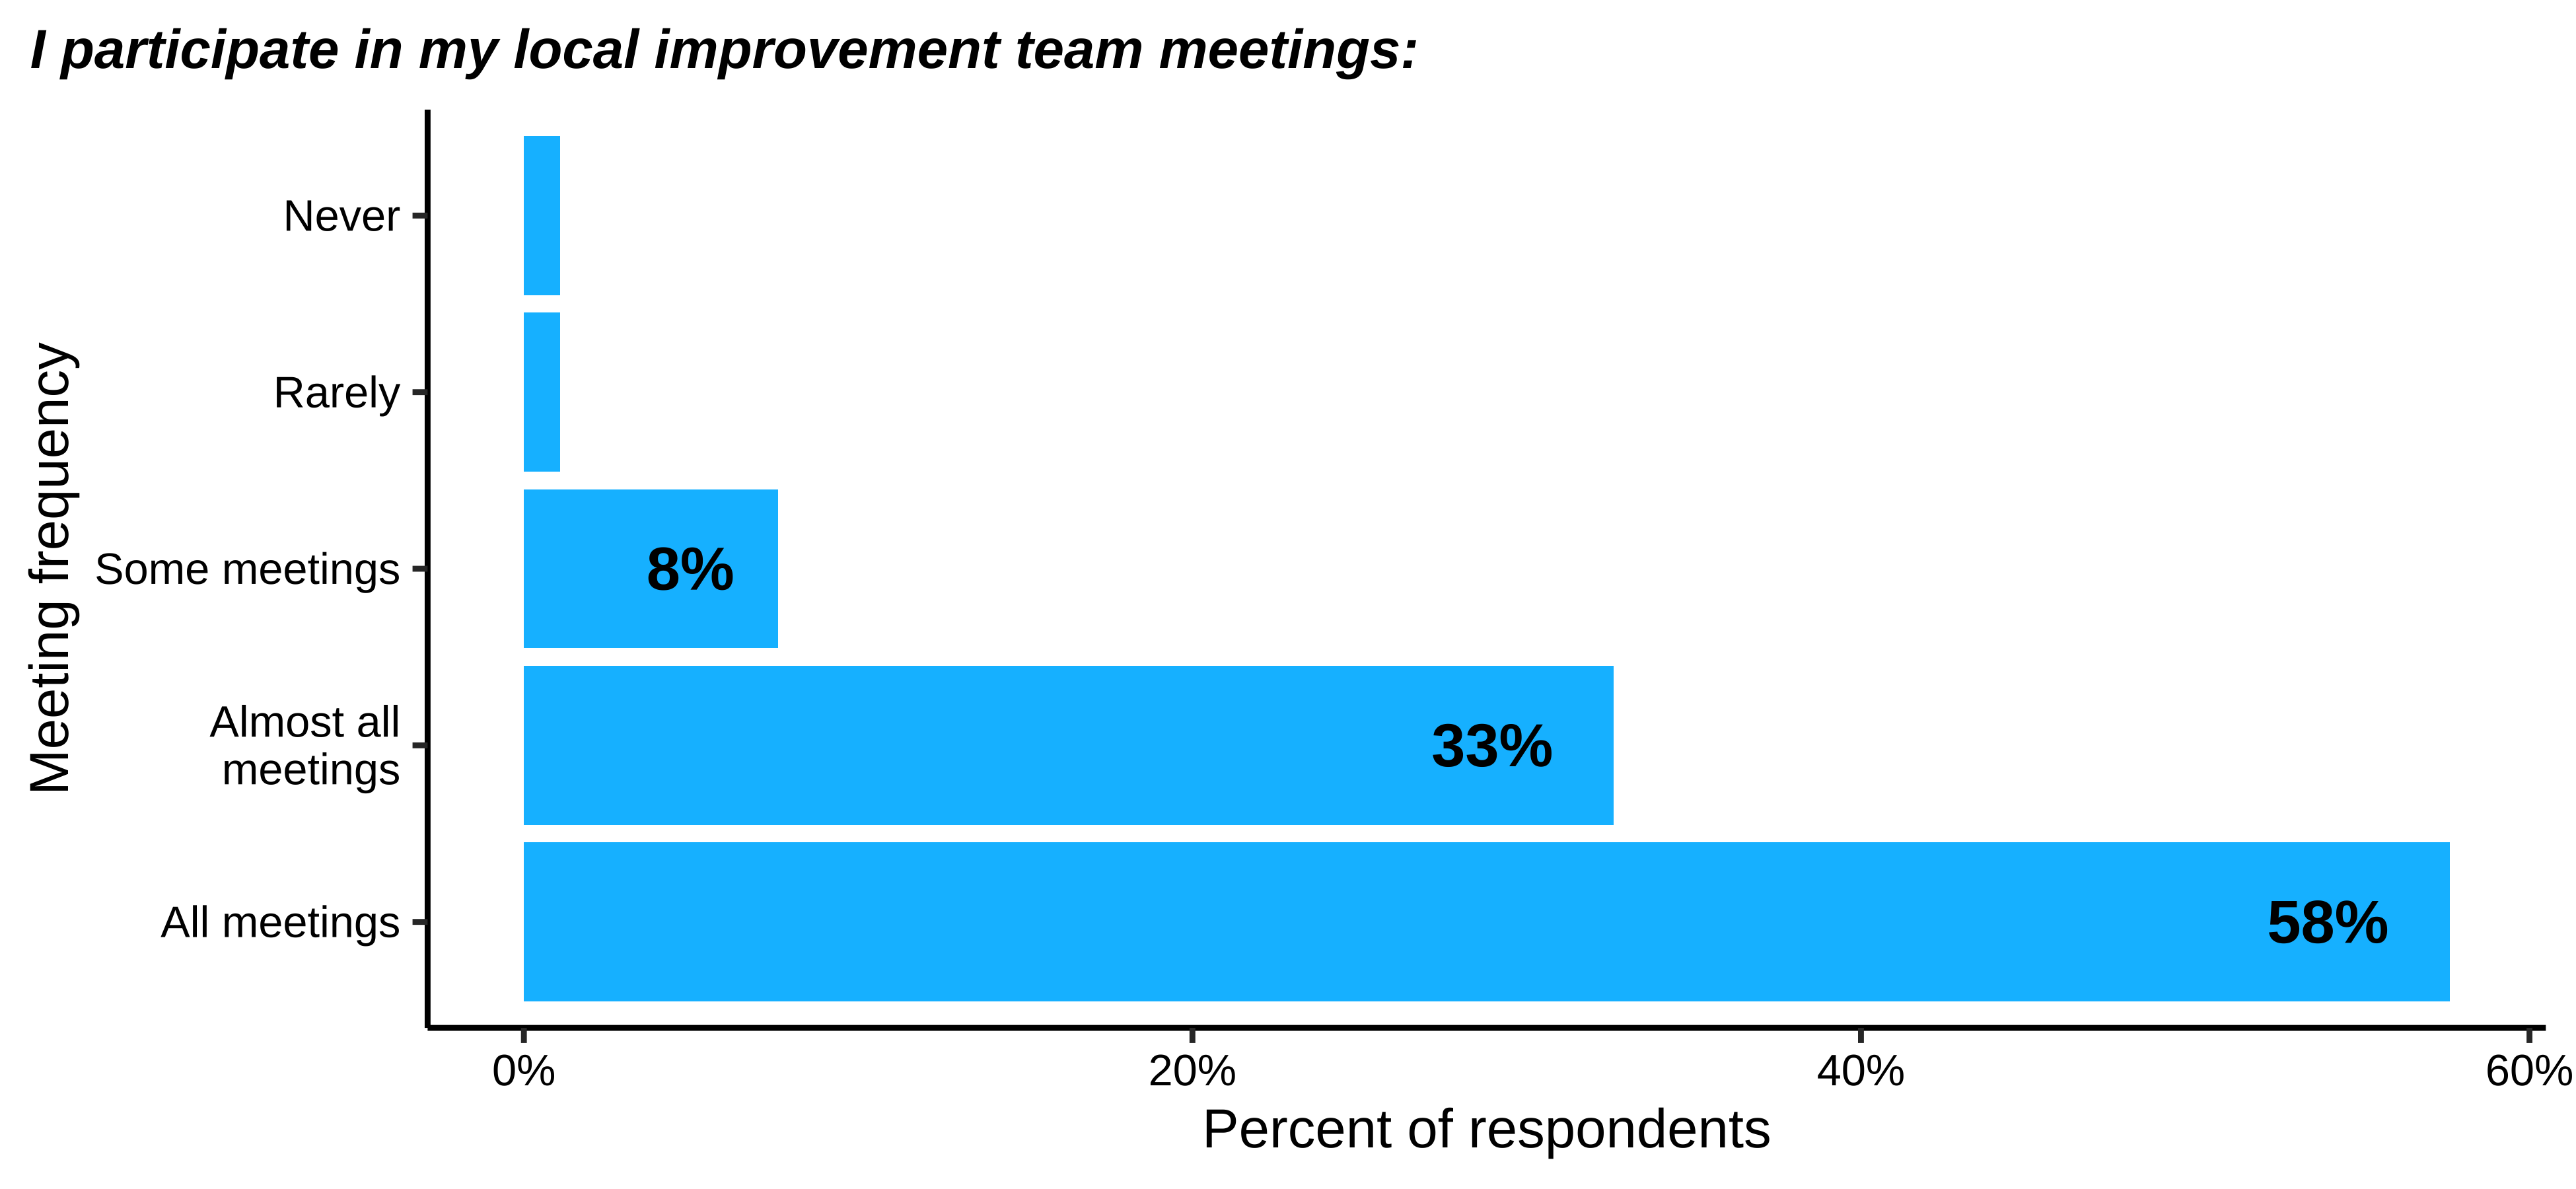 I participate in my local improvement team meetings:
Meeting frequency
Never
Rarely
Some meetings
8%
Almost all
meetings
33%
All meetings
58%
0%
20%
40%
60%
Percent of respondents